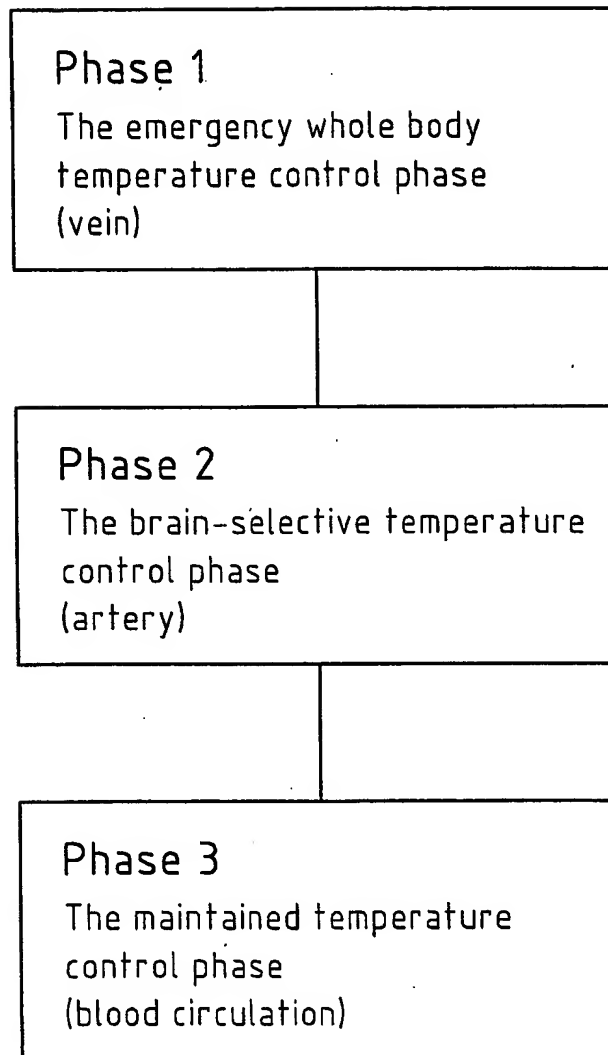 Phase 1
The emergency whole body
temperature control phase
(vein)
Phase 2
The brain-selective temperature
control phase
(artery)
Phase 3
The maintained temperature
control phase
(blood circulation)